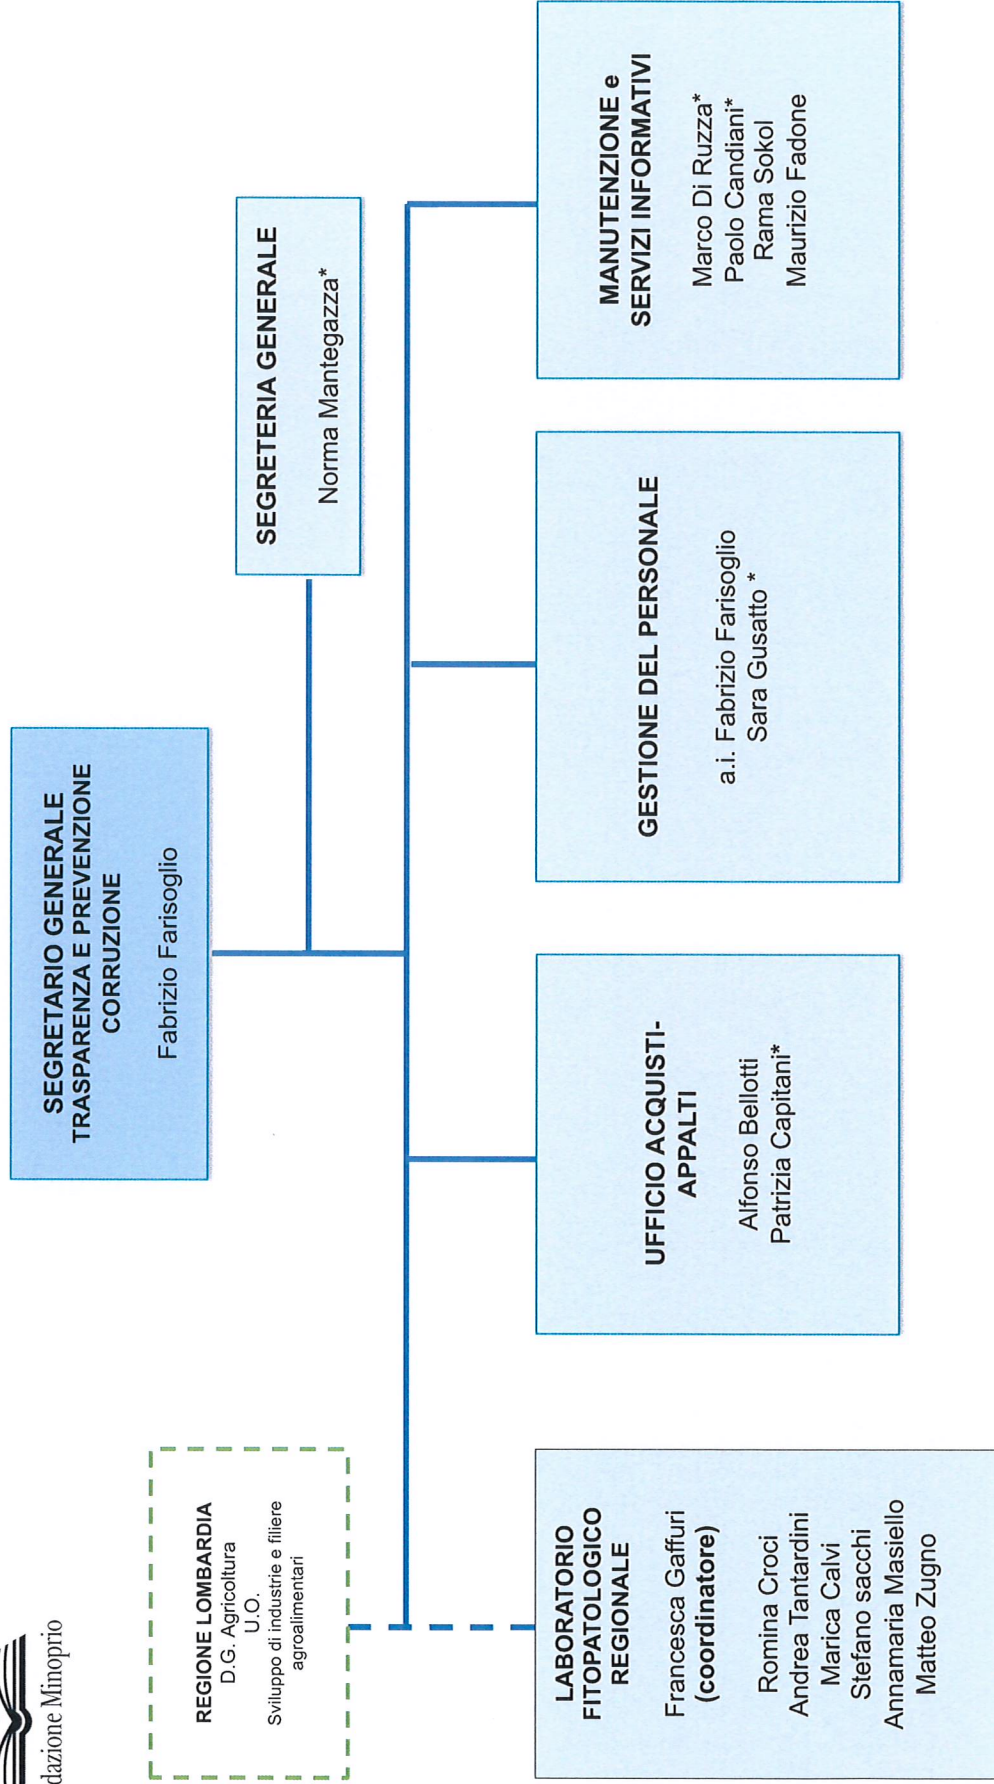 dazione Minoprio
SEGRETARIO GENERALE
TRASPARENZA E PREVENZIONE
CORRUZIONE
Fabrizio Farisoglio
SEGRETERIA GENERALE
Norma Mantegazza*
REGIONE LOMBARDIA
D.G. Agricoltura
U.O.
Sviluppo di industrie e filiere
agroalimentari
LABORATORIO
FITOPATOLOGICO
REGIONALE
Francesca Gaffuri
(coordinatore)
Romina Croci
Andrea Tantardini
Marica Calvi
Stefano sacchi
Annamaria Masiello
Matteo Zugno
UFFICIO ACQUISTI-
APPALTI
Alfonso Bellotti
Patrizia Capitani*
GESTIONE DEL PERSONALE
a.i. Fabrizio Farisoglio
Sara Gusatto *
MANUTENZIONE e
SERVIZI INFORMATIVI
Marco Di Ruzza*
Paolo Candiani*
Rama Sokol
Maurizio Fadone